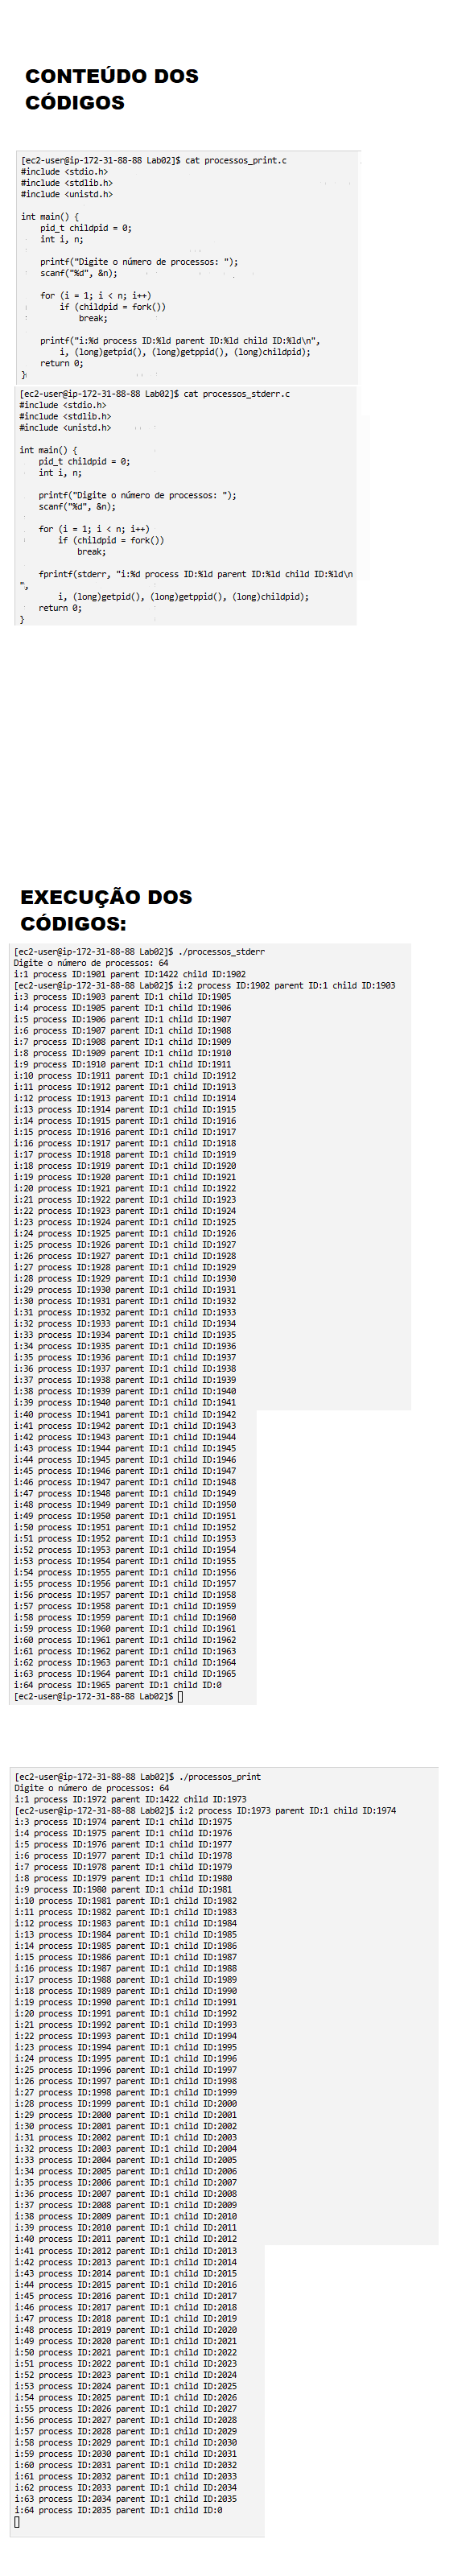 CONTEÚDO DOS
CÓDIGOS
[ec2-user@ip-172-31-88-88 Lab02]$ cat processos_print.c
#include <stdio.h>
#include <stdlib.h>
#include <unistd.h>
int main() {
pid_t childpid = 0;
int i, n;
printf("Digite o número de processos: ");
scanf("%d", &n);
for (i = 1; i < n; i++)
if (childpid = fork())
break;
printf("i:%d process ID:%ld parent ID:%ld child ID:%ld\n",
i, (long)getpid(), (long)getppid(), (long)childpid);
return 0;
}
[ec2-user@ip-172-31-88-88 Lab02]$ cat processos_stderr.c
#include <stdio.h>
#include <stdlib.h>
#include <unistd.h>
int main() {
pid_t childpid = 0;
int i, n;
printf("Digite o número de processos: ");
scanf("%d", &n);
for (i = 1; i < n; i++)
if (childpid = fork())
break;
fprintf(stderr, "i:%d process ID:%ld parent ID:%ld child ID:%ld\n
",
i, (long)getpid(), (long)getppid(), (long)childpid);
return 0;
}
EXECUÇÃO DOS
CÓDIGOS:
[ec2-user@ip-172-31-88-88 Lab02]$ ./processos_stderr
Digite o número de processos: 64
i:1 process ID:1901 parent ID:1422 child ID:1902
[ec2-user@ip-172-31-88-88 Lab02]$ i:2 process ID:1902 parent ID:1 child ID:1903
i:3 process ID:1903 parent ID:1 child ID:1905
i:4 process ID:1905 parent ID:1 child ID:1906
i:5 process ID:1906 parent ID:1 child ID:1907
i:6 process ID:1907 parent ID:1 child ID:1908
i:7 process ID:1908 parent ID:1 child ID:1909
i:8 process ID:1909 parent ID:1 child ID:1910
i:9 process ID:1910 parent ID:1 child ID:1911
i:10 process ID:1911 parent ID:1 child ID:1912
i:11 process ID:1912 parent ID:1 child ID:1913
i:12 process ID:1913 parent ID:1 child ID:1914
i:13 process ID:1914 parent ID:1 child ID:1915
i:14 process ID:1915 parent ID:1 child ID:1916
i:15 process ID:1916 parent ID:1 child ID:1917
i:16 process ID:1917 parent ID:1 child ID:1918
i:17 process ID:1918 parent ID:1 child ID:1919
i:18 process ID:1919 parent ID:1 child ID:1920
i:19 process ID:1920 parent ID:1 child ID:1921
i:20 process ID:1921 parent ID:1 child ID:1922
i:21 process ID:1922 parent ID:1 child ID:1923
i:22 process ID:1923 parent ID:1 child ID:1924
i:23 process ID:1924 parent ID:1 child ID:1925
i:24 process ID:1925 parent ID:1 child ID:1926
i:25 process ID:1926 parent ID:1 child ID:1927
i:26 process ID:1927 parent ID:1 child ID:1928
i:27 process ID:1928 parent ID:1 child ID:1929
i:28 process ID:1929 parent ID:1 child ID:1930
i:29 process ID:1930 parent ID:1 child ID:1931
i:30 process ID:1931 parent ID:1 child ID:1932
i:31 process ID:1932 parent ID:1 child ID:1933
i:32 process ID:1933 parent ID:1 child ID:1934
i:33 process ID:1934 parent ID:1 child ID:1935
i:34 process ID:1935 parent ID:1 child ID:1936
i:35 process ID:1936 parent ID:1 child ID:1937
i:36 process ID:1937 parent ID:1 child ID:1938
i:37 process ID:1938 parent ID:1 child ID:1939
i:38 process ID:1939 parent ID:1 child ID:1940
i:39 process ID:1940 parent ID:1 child ID:1941
i:40 process ID:1941 parent ID:1 child ID:1942
i:41 process ID:1942 parent ID:1 child ID:1943
i:42 process ID:1943 parent ID:1 child ID:1944
i:43 process ID:1944 parent ID:1 child ID:1945
i:44 process ID:1945 parent ID:1 child ID:1946
i:45 process ID:1946 parent ID:1 child ID:1947
i:46 process ID:1947 parent ID:1 child ID:1948
i:47 process ID:1948 parent ID:1 child ID:1949
i:48 process ID:1949 parent ID:1 child ID:1950
i:49 process ID:1950 parent ID:1 child ID:1951
i:50 process ID:1951 parent ID:1 child ID:1952
i:51 process ID:1952 parent ID:1 child ID:1953
i:52 process ID:1953 parent ID:1 child ID:1954
i:53 process ID:1954 parent ID:1 child ID:1955
i:54 process ID:1955 parent ID:1 child ID:1956
i:55 process ID:1956 parent ID:1 child ID:1957
i:56 process ID:1957 parent ID:1 child ID:1958
i:57 process ID:1958 parent ID:1 child ID:1959
i:58 process ID:1959 parent ID:1 child ID:1960
i:59 process ID:1960 parent ID:1 child ID:1961
i:60 process ID:1961 parent ID:1 child ID:1962
i:61 process ID:1962 parent ID:1 child ID:1963
i:62 process ID:1963 parent ID:1 child ID:1964
i:63 process ID:1964 parent ID:1 child ID:1965
i:64 process ID:1965 parent ID:1 child ID:0
[ec2-user@ip-172-31-88-88 Lab02]$
[ec2-user@ip-172-31-88-88 Lab02]$ ./processos_print
Digite o número de processos: 64
i:1 process ID:1972 parent ID:1422 child ID:1973
[ec2-user@ip-172-31-88-88 Lab02]$ i:2 process ID:1973 parent ID:1 child ID:1974
i:3 process ID:1974 parent ID:1 child ID:1975
i:4 process ID:1975 parent ID:1 child ID:1976
i:5 process ID:1976 parent ID:1 child ID:1977
i:6 process ID:1977 parent ID:1 child ID:1978
i:7 process ID:1978 parent ID:1 child ID:1979
i:8 process ID:1979 parent ID:1 child ID:1980
i:9 process ID:1980 parent ID:1 child ID:1981
i:10 process ID:1981 parent ID:1 child ID:1982
i:11 process ID:1982 parent ID:1 child ID:1983
i:12 process ID:1983 parent ID:1 child ID:1984
i:13 process ID:1984 parent ID:1 child ID:1985
i:14 process ID:1985 parent ID:1 child ID:1986
i:15 process ID:1986 parent ID:1 child ID:1987
i:16 process ID:1987 parent ID:1 child ID:1988
i:17 process ID:1988 parent ID:1 child ID:1989
i:18 process ID:1989 parent ID:1 child ID:1990
i:19 process ID:1990 parent ID:1 child ID:1991
i:20 process ID:1991 parent ID:1 child ID:1992
i:21 process ID:1992 parent ID:1 child ID:1993
i:22 process ID:1993 parent ID:1 child ID:1994
i:23 process ID:1994 parent ID:1 child ID:1995
i:24 process ID:1995 parent ID:1 child ID:1996
i:25 process ID:1996 parent ID:1 child ID:1997
i:26 process ID:1997 parent ID:1 child ID:1998
i:27 process ID:1998 parent ID:1 child ID:1999
i:28 process ID:1999 parent ID:1 child ID:2000
i:29 process ID:2000 parent ID:1 child ID:2001
i:30 process ID:2001 parent ID:1 child ID:2002
i:31 process ID:2002 parent ID:1 child ID:2003
i:32 process ID:2003 parent ID:1 child ID:2004
i:33 process ID:2004 parent ID:1 child ID:2005
i:34 process ID:2005 parent ID:1 child ID:2006
i:35 process ID:2006 parent ID:1 child ID:2007
i:36 process ID:2007 parent ID:1 child ID:2008
i:37 process ID:2008 parent ID:1 child ID:2009
i:38 process ID:2009 parent ID:1 child ID:2010
i:39 process ID:2010 parent ID:1 child ID:2011
i:40 process ID:2011 parent ID:1 child ID:2012
i:41 process ID:2012 parent ID:1 child ID:2013
i:42 process ID:2013 parent ID:1 child ID:2014
i:43 process ID:2014 parent ID:1 child ID:2015
i:44 process ID:2015 parent ID:1 child ID:2016
i:45 process ID:2016 parent ID:1 child ID:2017
i:46 process ID:2017 parent ID:1 child ID:2018
i:47 process ID:2018 parent ID:1 child ID:2019
i:48 process ID:2019 parent ID:1 child ID:2020
i:49 process ID:2020 parent ID:1 child ID:2021
i:50 process ID:2021 parent ID:1 child ID:2022
i:51 process ID:2022 parent ID:1 child ID:2023
i:52 process ID:2023 parent ID:1 child ID:2024
i:53 process ID:2024 parent ID:1 child ID:2025
i:54 process ID:2025 parent ID:1 child ID:2026
i:55 process ID:2026 parent ID:1 child ID:2027
i:56 process ID:2027 parent ID:1 child ID:2028
i:57 process ID:2028 parent ID:1 child ID:2029
i:58 process ID:2029 parent ID:1 child ID:2030
i:59 process ID:2030 parent ID:1 child ID:2031
i:60 process ID:2031 parent ID:1 child ID:2032
i:61 process ID:2032 parent ID:1 child ID:2033
i:62 process ID:2033 parent ID:1 child ID:2034
i:63 process ID:2034 parent ID:1 child ID:2035
i:64 process ID:2035 parent ID:1 child ID:0